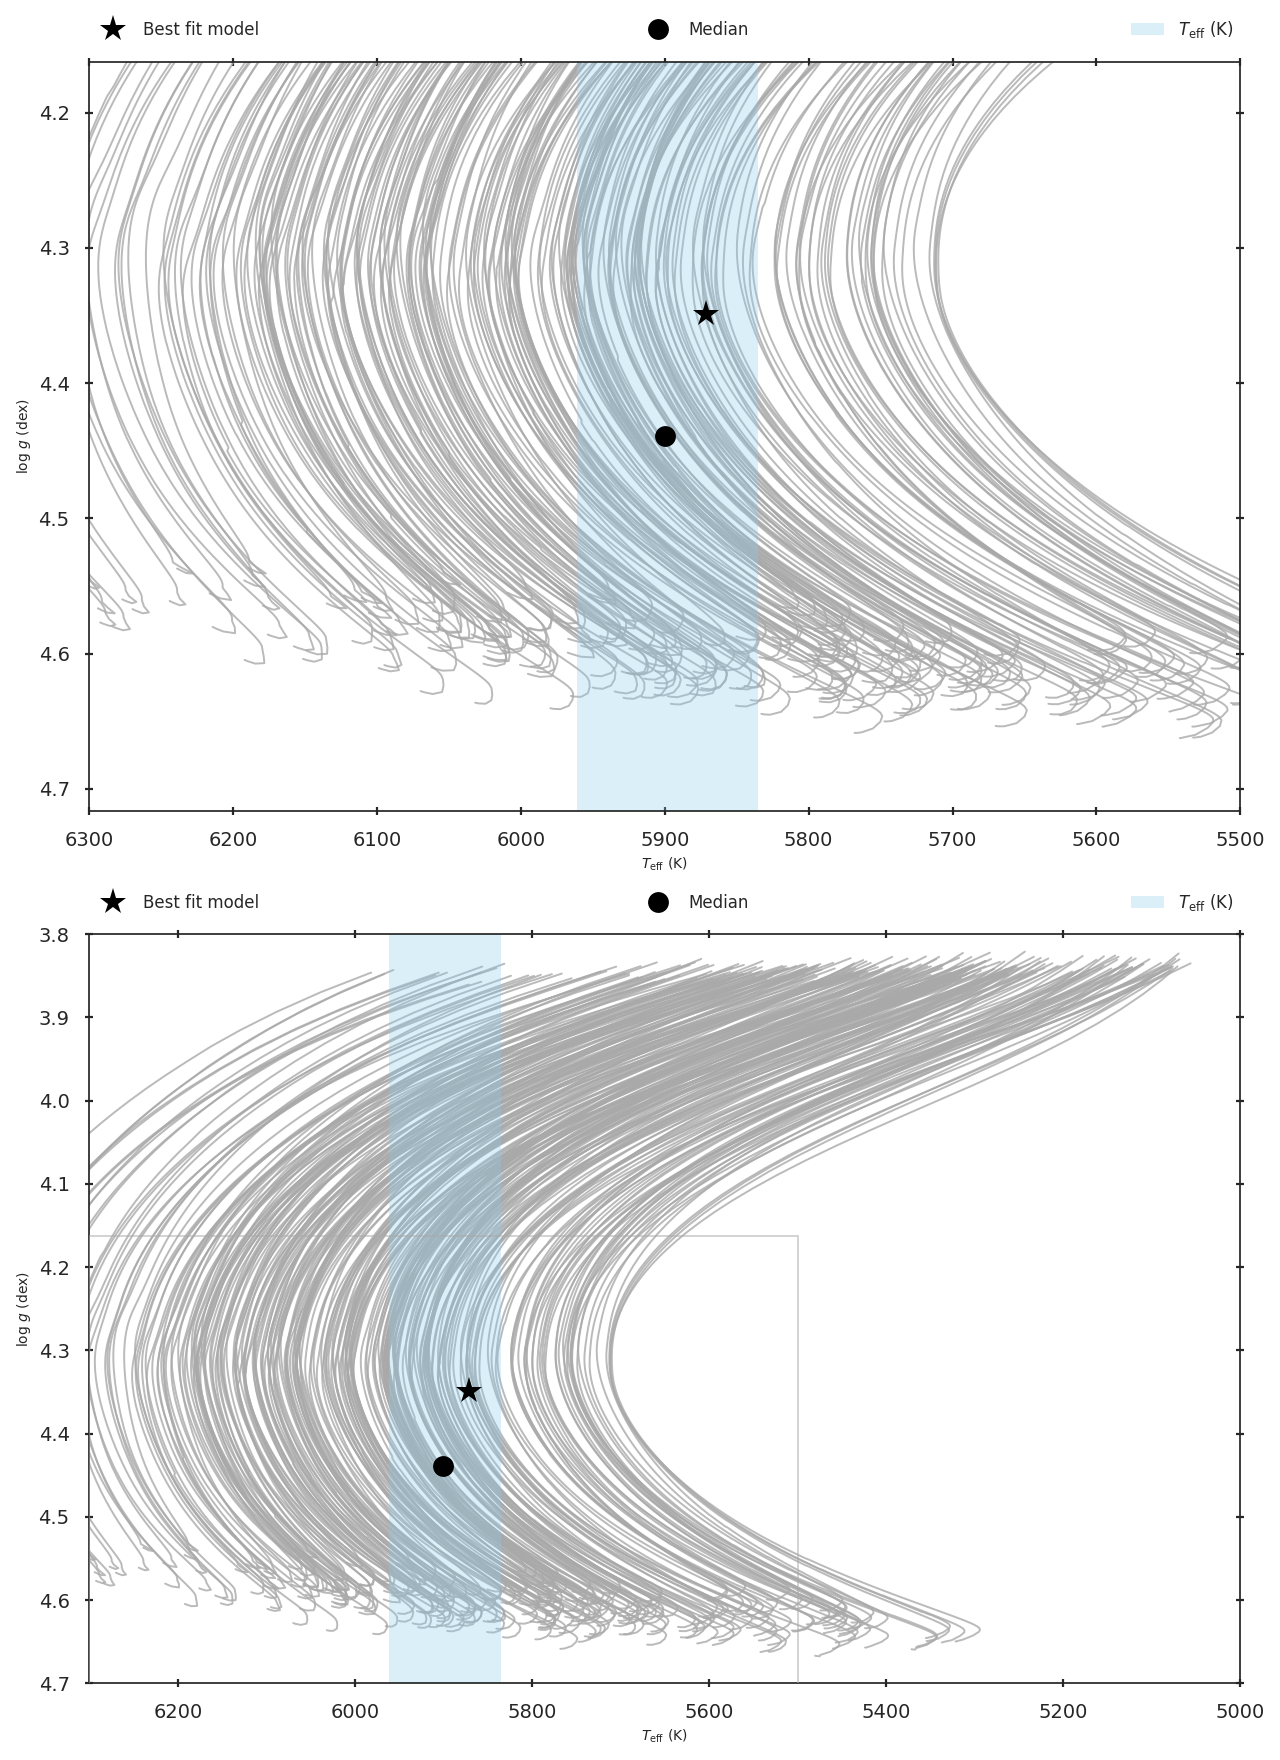 Best fit model Median T_eff (K)
4.2
4.3
4.4
4.5
4.6
4.7
log g (dex)
6300 6200 6100 6000 5900 5800 5700 5600 5500
T_eff (K)
Best fit model Median T_eff (K)
3.8
3.9
4.0
4.1
4.2
4.3
4.4
4.5
4.6
4.7
log g (dex)
6200 6000 5800 5600 5400 5200 5000
T_eff (K)